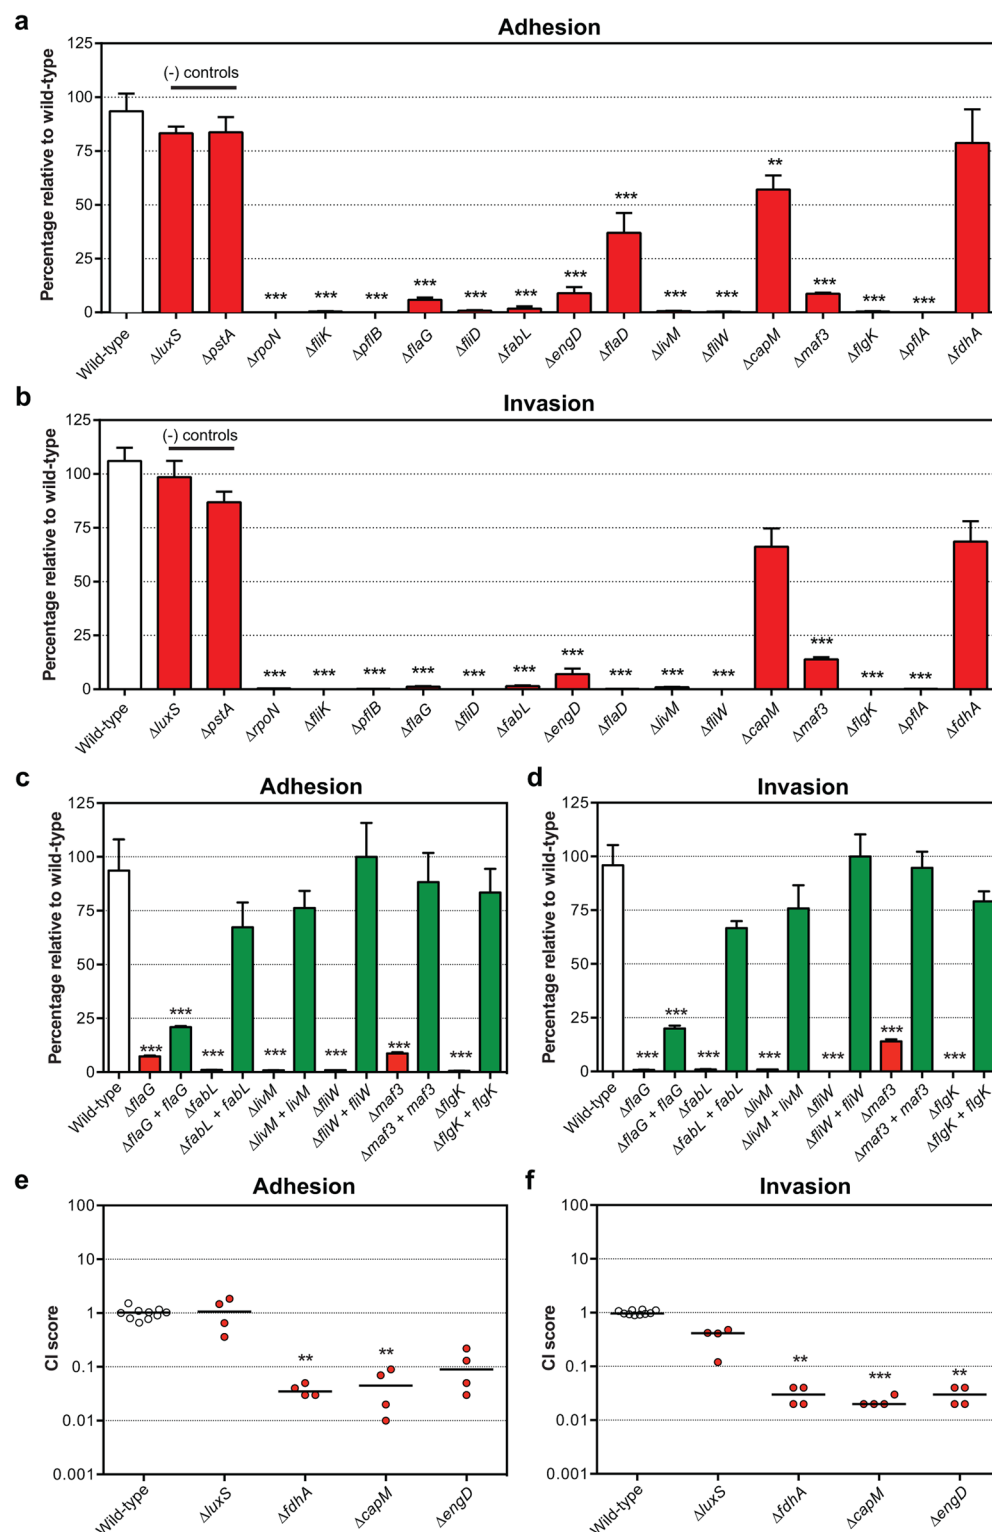 a
Adhesion
Percentage relative to wild-type
125
100
75
50
25
0
(-) controls
***
***
***
***
***
***
***
***
***
***
**
***
***
***
Wild-type
ΔluxS
ΔpstA
ΔrpoN
ΔfliK
ΔpflB
ΔflaG
ΔfliD
ΔfabL
ΔengD
ΔflaD
ΔlivM
ΔfliW
ΔcapM
Δmaf3
ΔflgK
ΔpflA
ΔfdhA
b
Invasion
Percentage relative to wild-type
125
100
75
50
25
0
(-) controls
***
***
***
***
***
***
***
***
***
***
***
***
***
Wild-type
ΔluxS
ΔpstA
ΔrpoN
ΔfliK
ΔpflB
ΔflaG
ΔfliD
ΔfabL
ΔengD
ΔflaD
ΔlivM
ΔfliW
ΔcapM
Δmaf3
ΔflgK
ΔpflA
ΔfdhA
c
Adhesion
Percentage relative to wild-type
125
100
75
50
25
0
***
***
***
***
***
***
***
Wild-type
ΔflaG
ΔflaG + flaG
ΔfabL
ΔfabL + fabL
ΔlivM
ΔlivM + livM
ΔfliW
ΔfliW + fliW
Δmaf3
Δmaf3 + maf3
ΔflgK
ΔflgK + flgK
d
Invasion
Percentage relative to wild-type
125
100
75
50
25
0
***
***
***
***
***
***
***
Wild-type
ΔflaG
ΔflaG + flaG
ΔfabL
ΔfabL + fabL
ΔlivM
ΔlivM + livM
ΔfliW
ΔfliW + fliW
Δmaf3
Δmaf3 + maf3
ΔflgK
ΔflgK + flgK
e
Adhesion
CI score
100
10
1
0.1
0.01
0.001
**
**
Wild-type
ΔluxS
ΔfdhA
ΔcapM
ΔengD
f
Invasion
CI score
100
10
1
0.1
0.01
0.001
**
***
**
Wild-type
ΔluxS
ΔfdhA
ΔcapM
ΔengD